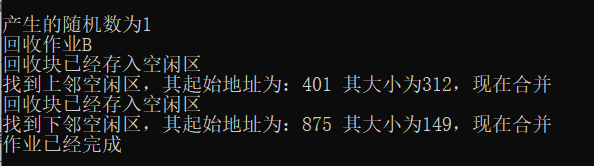 产生的随机数为1
回收作业B
回收块已经存入空闲区
找到上邻空闲区，其起始地址为：401 其大小为312，现在合并
回收块已经存入空闲区
找到下邻空闲区，其起始地址为：875 其大小为149，现在合并
作业已经完成